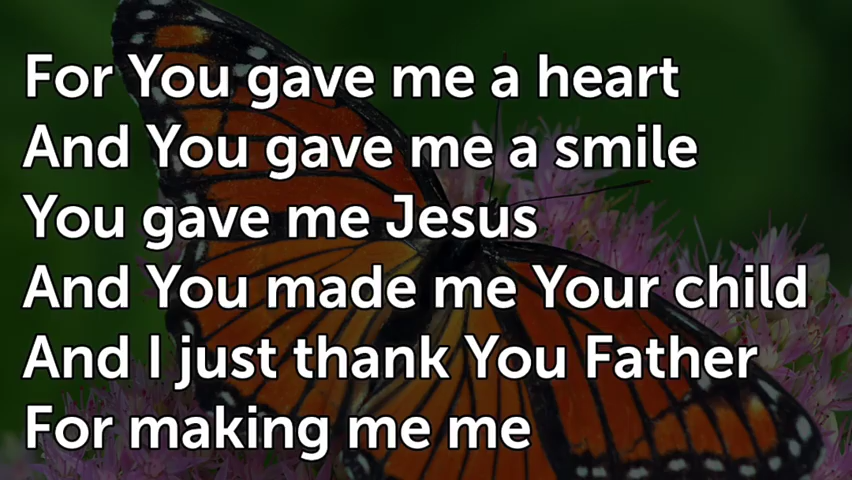 For You gave me a heart
And You gave me a smile
You gave me Jesus
And You made me Your child
And I just thank You Father
For making me me